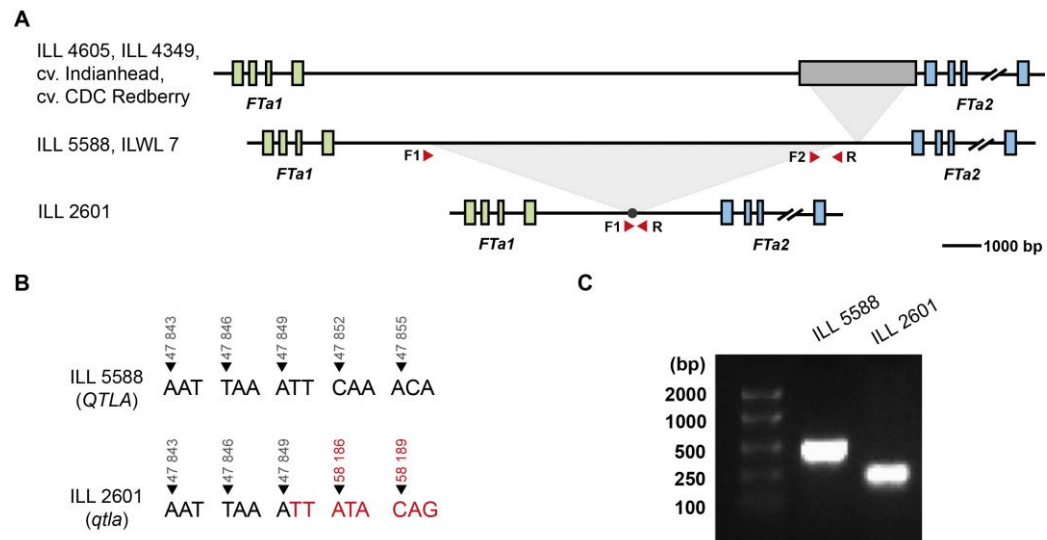 A
ILL 4605, ILL 4349,
cv. Indianhead,
cv. CDC Redberry
FTa1
FTa2
ILL 5588, ILWL 7
F1
F2
R
FTa1
FTa2
ILL 2601
F1
R
FTa1
FTa2
1000 bp
B
47 843
47 846
47 849
47 852
47 855
ILL 5588
(QTLA)
AAT TAA ATT CAA ACA
47 843
47 846
47 849
58 186
58 189
ILL 2601
(qtla)
AAT TAA ATT ATA CAG
C
ILL 5588
ILL 2601
(bp)
2000
1000
500
250
100